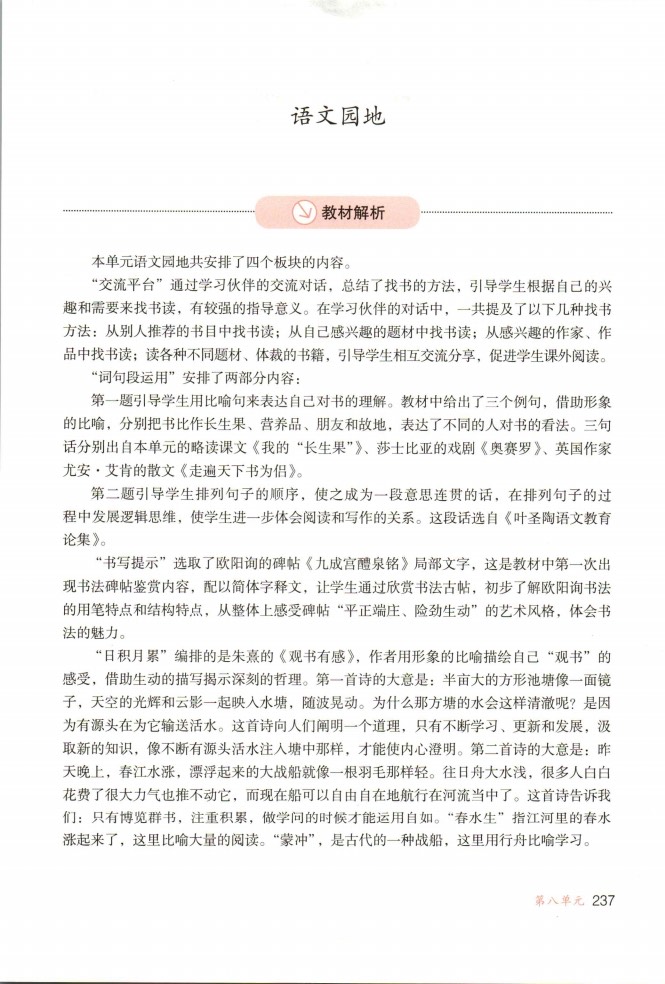 语文园地
教材解析
本单元语文园地共安排了四个板块的内容。
“交流平台”通过学习伙伴的交流对话，总结了找书的方法，引导学生根据自己的兴
趣和需要来找书读，有较强的指导意义。在学习伙伴的对话中，一共提及了以下几种找书
方法：从别人推荐的书目中找书读；从自己感兴趣的题材中找书读；从感兴趣的作家、作
品中找书读；读各种不同题材、体裁的书籍，引导学生相互交流分享，促进学生课外阅读。
“词句段运用”安排了两部分内容：
第一题引导学生用比喻句来表达自己对书的理解。教材中给出了三个例句，借助形象
的比喻，分别把书比作长生果、营养品、朋友和故地，表达了不同的人对书的看法。三句
话分别出自本单元的略读课文《我的“长生果”》、莎士比亚的戏剧《奥赛罗》、英国作家
尤安·艾肯的散文《走遍天下书为侣》。
第二题引导学生排列句子的顺序，使之成为一段意思连贯的话，在排列句子的过
程中发展逻辑思维，使学生进一步体会阅读和写作的关系。这段话选自《叶圣陶语文教育
论集》。
“书写提示”选取了欧阳询的碑帖《九成宫醴泉铭》局部文字，这是教材中第一次出
现书法碑帖鉴赏内容，配以简体字释文，让学生通过欣赏书法古帖，初步了解欧阳询书法
的用笔特点和结构特点，从整体上感受碑帖“平正端庄、险劲生动”的艺术风格，体会书
法的魅力。
“日积月累”编排的是朱熹的《观书有感》，作者用形象的比喻描绘自己“观书”的
感受，借助生动的描写揭示深刻的哲理。第一首诗的大意是：半亩大的方形池塘像一面镜
子，天空的光辉和云影一起映入水塘，随波晃动。为什么那方塘的水会这样清澈呢？是因
为有源头在为它输送活水。这首诗向人们阐明一个道理，只有不断学习、更新和发展，汲
取新的知识，像不断有源头活水注入塘中那样，才能使内心澄明。第二首诗的大意是：昨
天晚上，春江水涨，漂浮起来的大战船就像一根羽毛那样轻。往日舟大水浅，很多人白白
花费了很大力气也推不动它，而现在船可以自由自在地航行在河流当中了。这首诗告诉我
们：只有博览群书，注重积累，做学问的时候才能运用自如。“春水生”指江河里的春水
涨起来了，这里比喻大量的阅读。“蒙冲”，是古代的一种战船，这里用行舟比喻学习。
第八单元 237